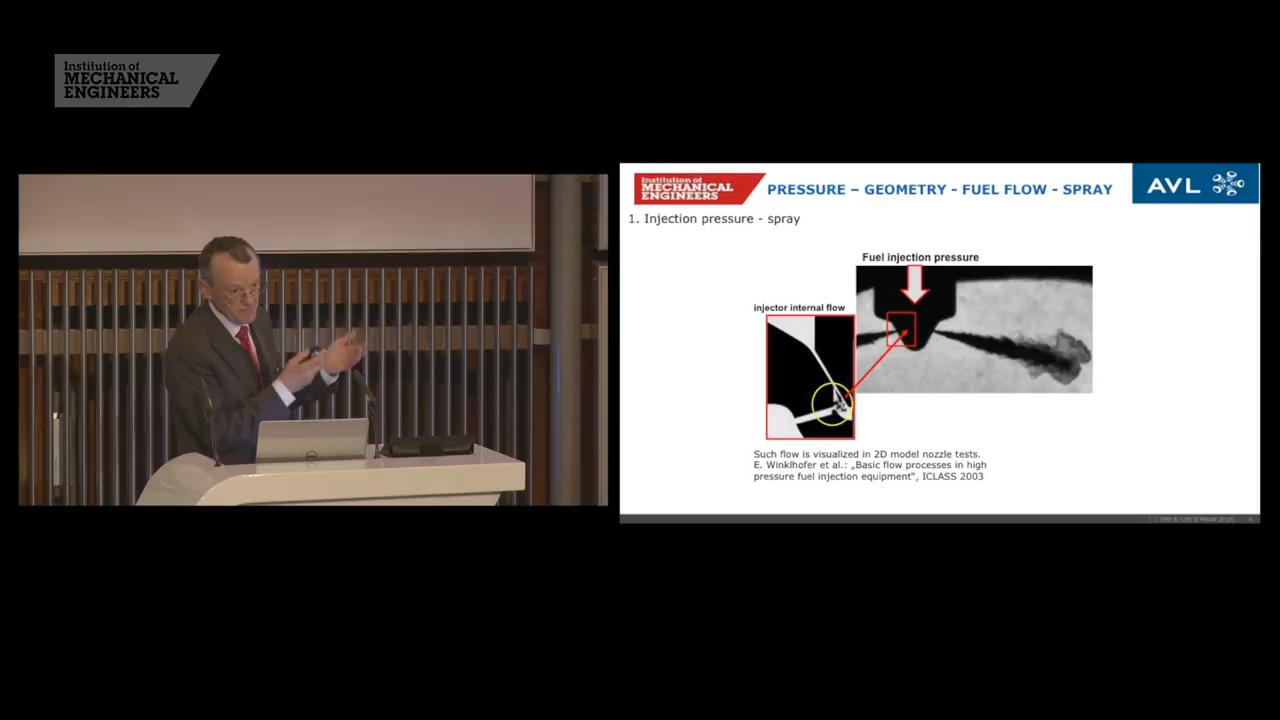 Institution of
MECHANICAL
ENGINEERS
Institution of
MECHANICAL
ENGINEERS
PRESSURE – GEOMETRY - FUEL FLOW - SPRAY
AVL
1. Injection pressure - spray
Fuel injection pressure
injector internal flow
Such flow is visualized in 2D model nozzle tests.
E. Winklhofer et al.: „Basic flow processes in high
pressure fuel injection equipment“, ICLASS 2003